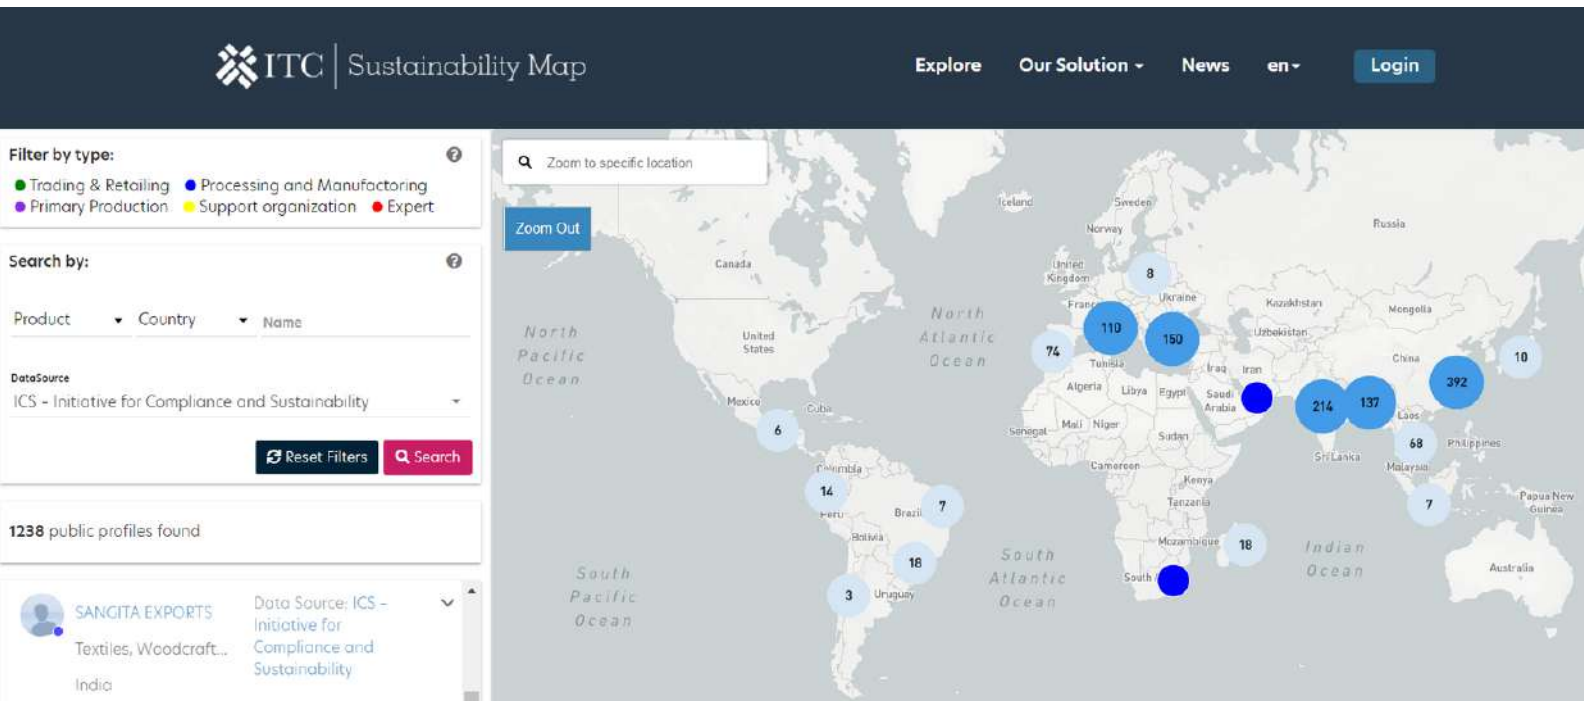 ITC | Sustainability Map
Explore
Our Solution
News
en
Login
Filter by type:
Trading & Retailing
Processing and Manufactoring
Primary Production
Support organization
Expert
Search by:
Product
Country
Name
DataSource
ICS - Initiative for Compliance and Sustainability
Reset Filters
Search
1238 public profiles found
SANGITA EXPORTS
Textiles, Woodcraft...
India
Data Source: ICS -
Initiative for
Compliance and
Sustainability
Zoom to specific location
Zoom Out
Iceland
Sweden
Norway
Russia
Canada
United
Kingdom
8
Ukraine
Kazakhstan
Mongolia
North
Pacific
Ocean
United
States
North
Atlantic
Ocean
110
150
74
Tunisia
Uzbekistan
China
10
Iraq
Iran
392
Algeria
Libya
Egypt
Saudi
Arabia
214
137
Laos
Mexico
Cuba
6
Senegal
Mali
Niger
Sudan
68
Philippines
Sri Lanka
Malaysia
Cameroon
Kenya
Tanzania
14
Peru
Brazil
7
7
Papua New
Guinea
Bolivia
18
Mozambique
18
Indian
Ocean
South
Pacific
Ocean
South
Atlantic
Ocean
South
Australia
3
Uruguay